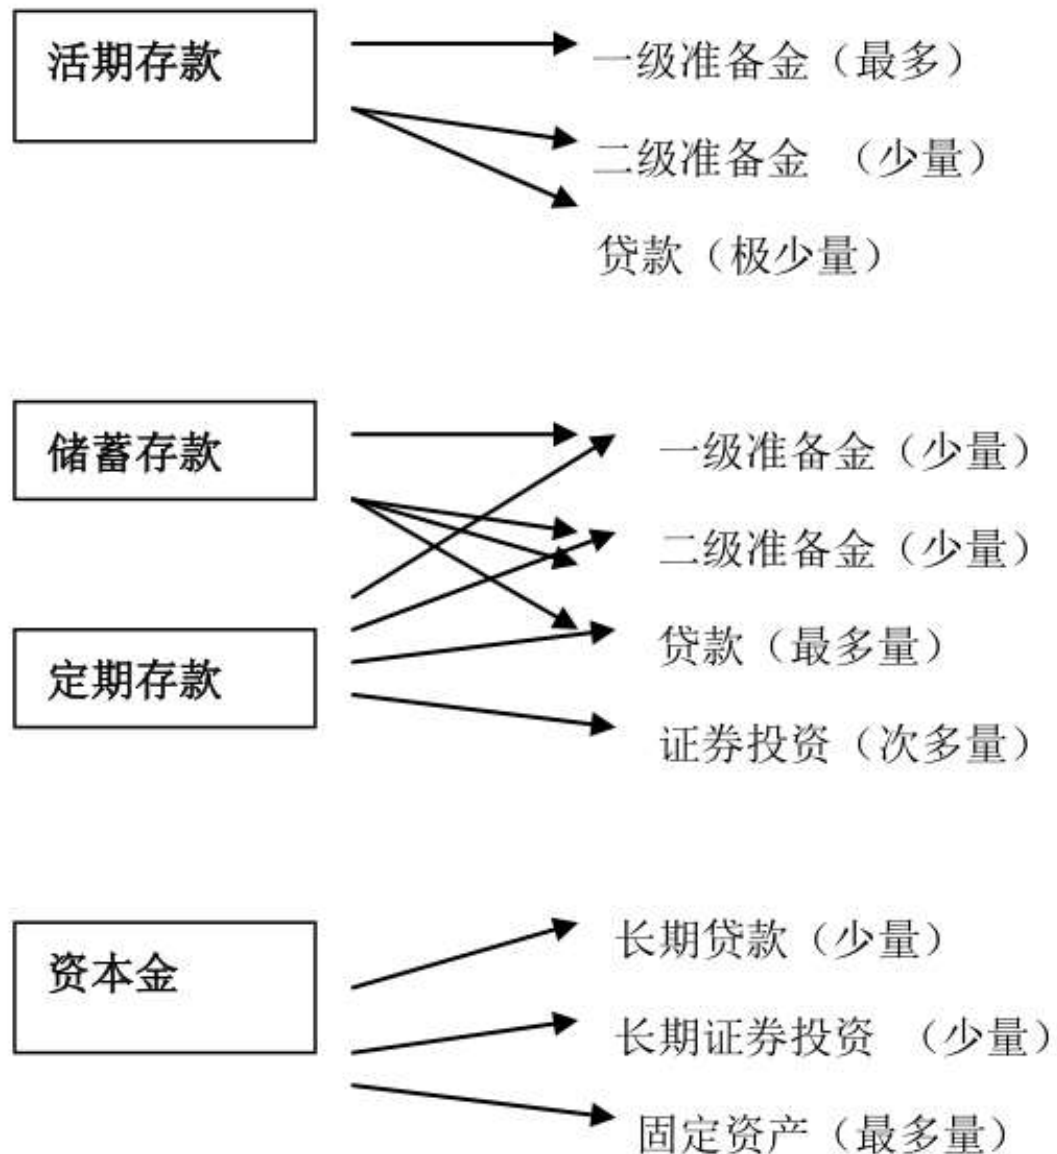 活期存款
一级准备金（最多）
二级准备金 （少量）
贷款（极少量）
储蓄存款
一级准备金（少量）
二级准备金（少量）
贷款（最多量）
定期存款
证券投资（次多量）
资本金
长期贷款（少量）
长期证券投资 （少量）
固定资产（最多量）